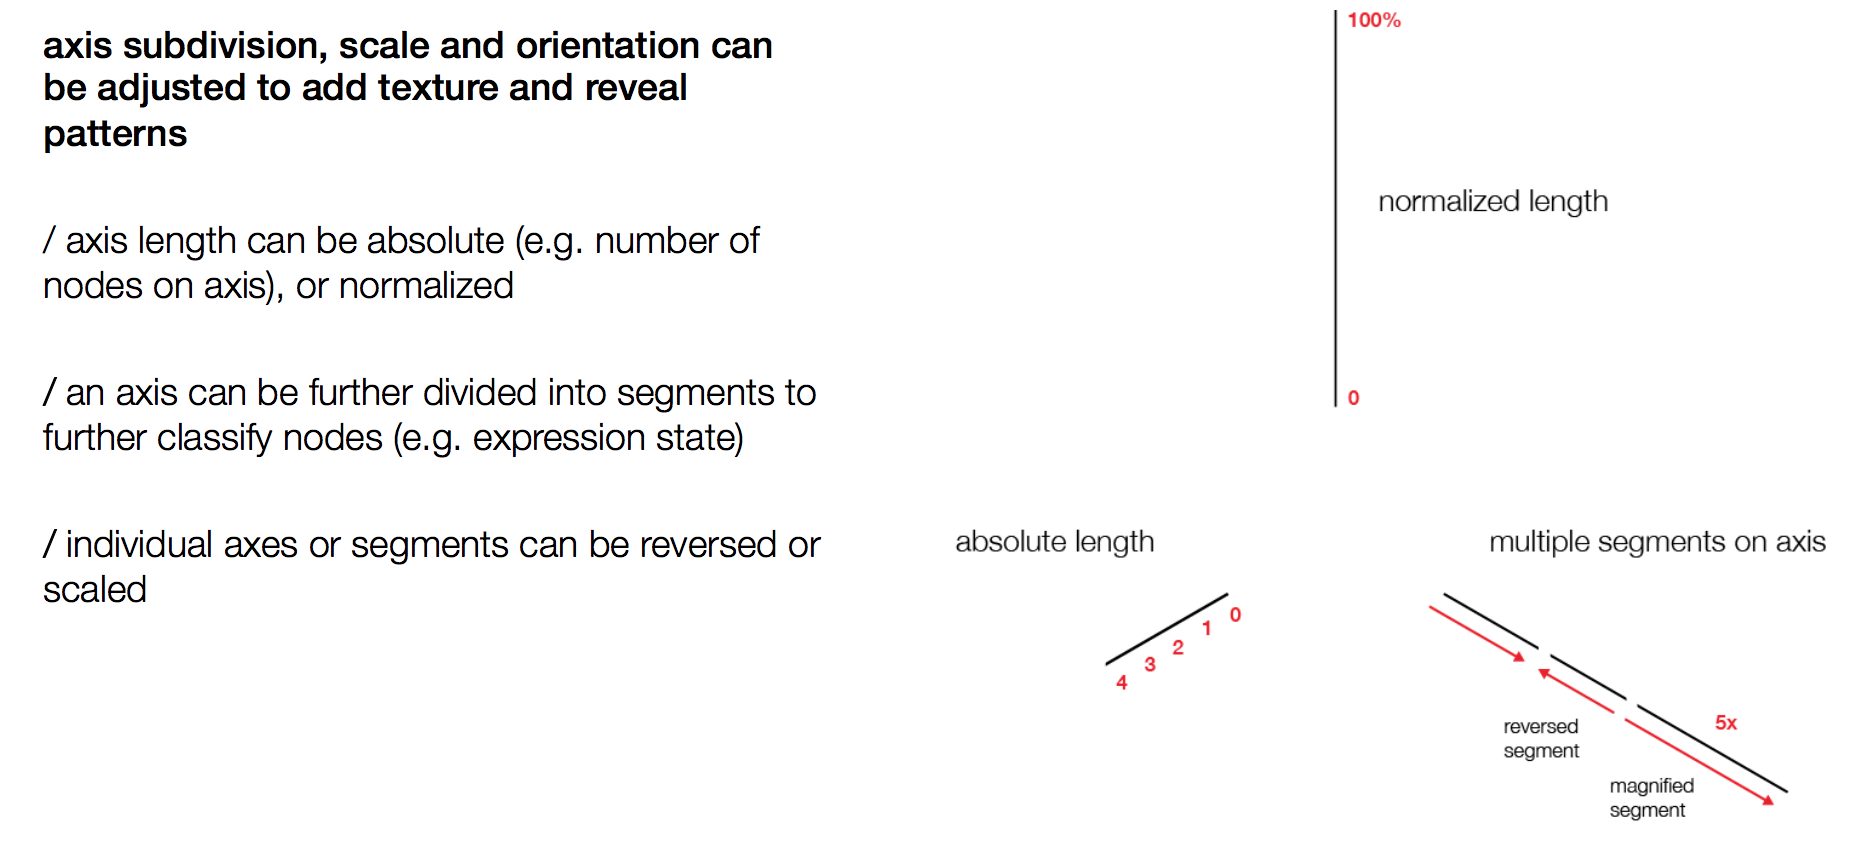 axis subdivision, scale and orientation can
be adjusted to add texture and reveal
patterns
/ axis length can be absolute (e.g. number of
nodes on axis), or normalized
/ an axis can be further divided into segments to
further classify nodes (e.g. expression state)
/ individual axes or segments can be reversed or
scaled
100%
normalized length
0
absolute length
0
1
2
3
4
multiple segments on axis
5x
reversed
segment
magnified
segment